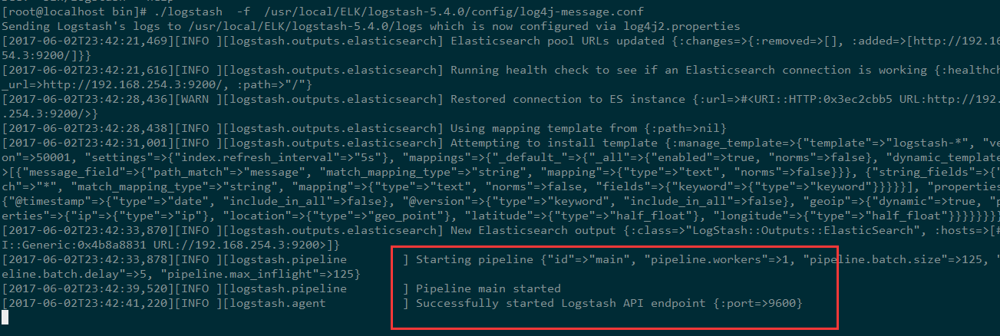 [root@localhost bin]# ./logstash  -f  /usr/local/ELK/logstash-5.4.0/config/log4j-message.conf
Sending Logstash's logs to /usr/local/ELK/logstash-5.4.0/logs which is now configured via log4j2.properties
[2017-06-02T23:42:21,469][INFO ][logstash.outputs.elasticsearch] Elasticsearch pool URLs updated {:changes=>{:removed=>[], :added=>[http://192.16
54.3:9200/]}}
[2017-06-02T23:42:21,616][INFO ][logstash.outputs.elasticsearch] Running health check to see if an Elasticsearch connection is working {:healthch
_url=>http://192.168.254.3:9200/, :path=>"/"}
[2017-06-02T23:42:28,436][WARN ][logstash.outputs.elasticsearch] Restored connection to ES instance {:url=>#<URI::HTTP:0x3ec2cbb5 URL:http://192.
.254.3:9200/>}
[2017-06-02T23:42:28,438][INFO ][logstash.outputs.elasticsearch] Using mapping template from {:path=>nil}
[2017-06-02T23:42:31,001][INFO ][logstash.outputs.elasticsearch] Attempting to install template {:manage_template=>{"template"=>"logstash-*", "ve
on"=>50001, "settings"=>{"index.refresh_interval"=>"5s"}, "mappings"=>{"_default_"=>{"_all"=>{"enabled"=>true, "norms"=>false}, "dynamic_template
>[{"message_field"=>{"path_match"=>"message", "match_mapping_type"=>"string", "mapping"=>{"type"=>"text", "norms"=>false}}}, {"string_fields"=>{"
ch"=>"*", "match_mapping_type"=>"string", "mapping"=>{"type"=>"text", "norms"=>false, "fields"=>{"keyword"=>{"type"=>"keyword"}}}}}], "properties
{"@timestamp"=>{"type"=>"date", "include_in_all"=>false}, "@version"=>{"type"=>"keyword", "include_in_all"=>false}, "geoip"=>{"dynamic"=>true, "p
erties"=>{"ip"=>{"type"=>"ip"}, "location"=>{"type"=>"geo_point"}, "latitude"=>{"type"=>"half_float"}, "longitude"=>{"type"=>"half_float"}}}}}}}}
[2017-06-02T23:42:33,870][INFO ][logstash.outputs.elasticsearch] New Elasticsearch output {:class=>"LogStash::Outputs::ElasticSearch", :hosts=>[#
I::Generic:0x4b8a8831 URL://192.168.254.3:9200>]}
[2017-06-02T23:42:33,878][INFO ][logstash.pipeline        ] Starting pipeline {"id"=>"main", "pipeline.workers"=>1, "pipeline.batch.size"=>125, "
eline.batch.delay"=>5, "pipeline.max_inflight"=>125}
[2017-06-02T23:42:39,520][INFO ][logstash.pipeline        ] Pipeline main started
[2017-06-02T23:42:41,220][INFO ][logstash.agent           ] Successfully started Logstash API endpoint {:port=>9600}